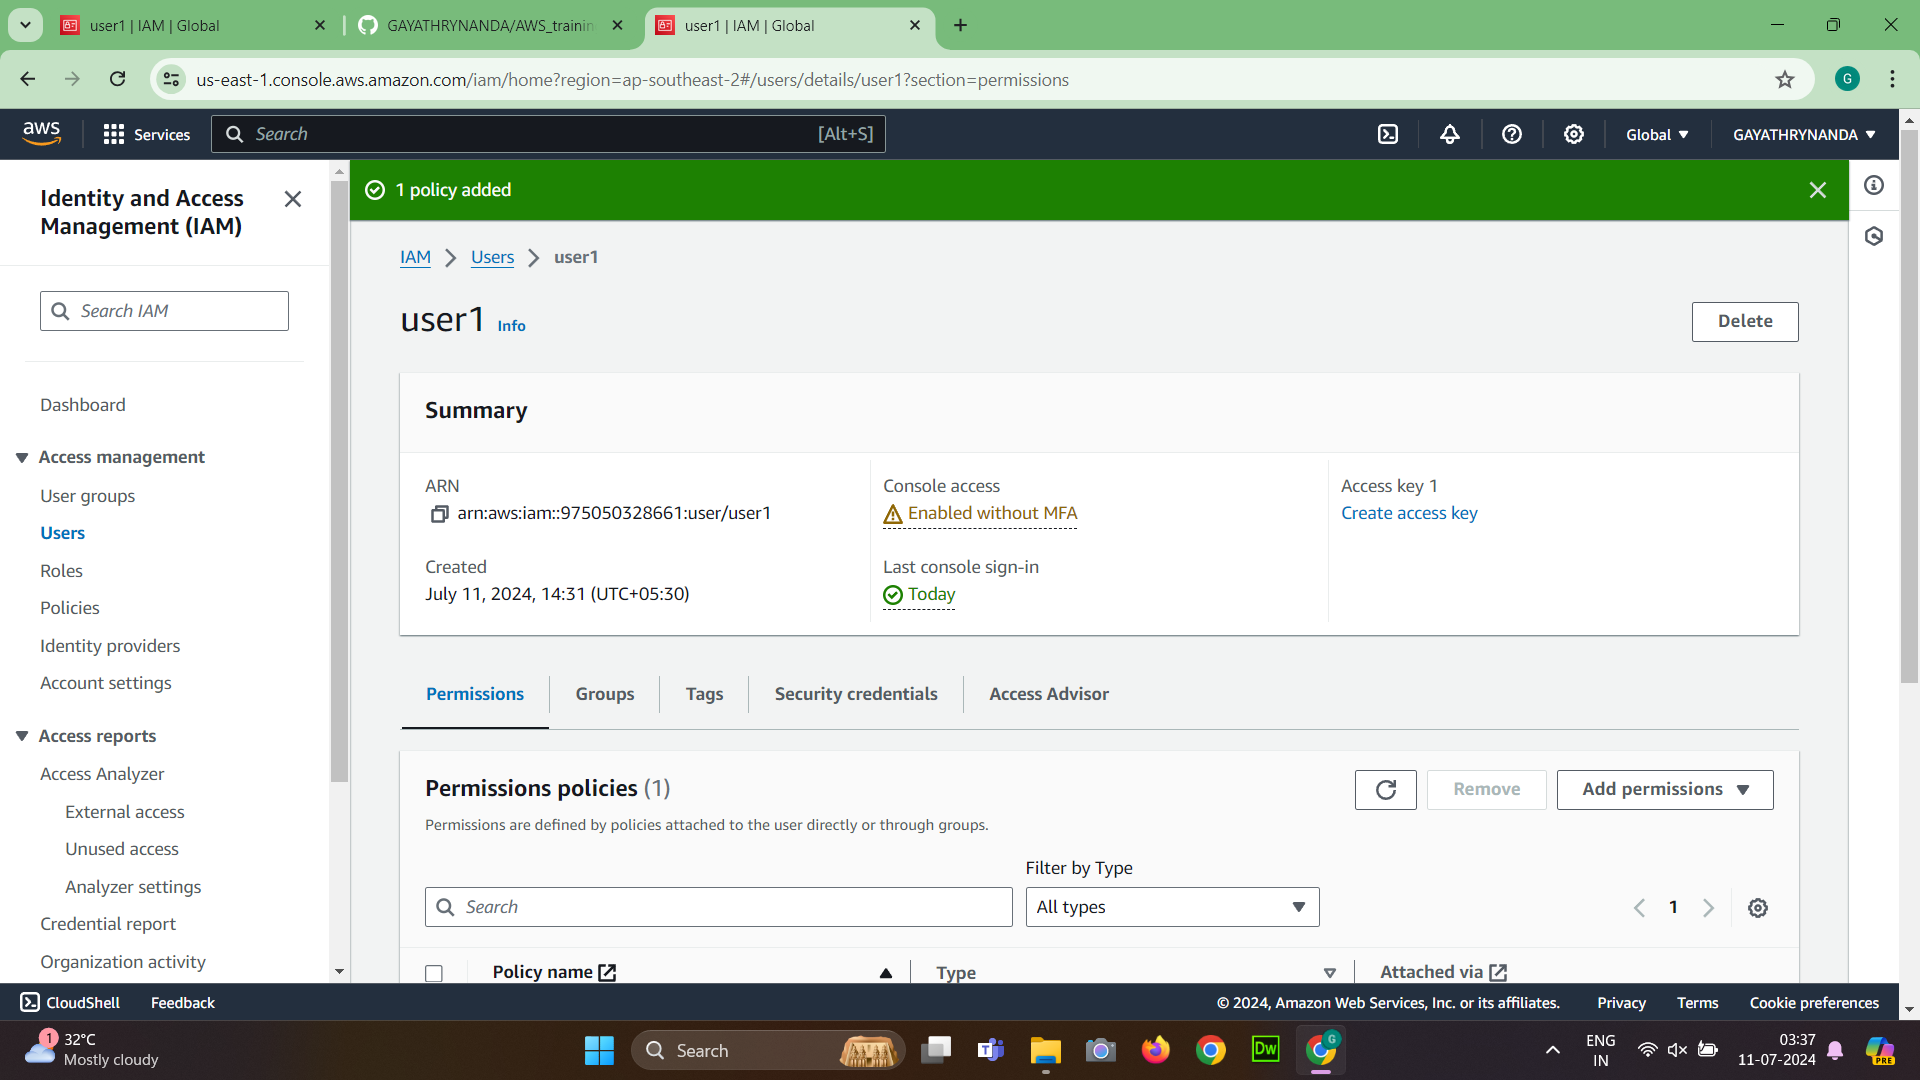 user1 | IAM | Global
GAYATHRYNANDA/AWS_trainin
user1 | IAM | Global
us-east-1.console.aws.amazon.com/iam/home?region=ap-southeast-2#/users/details/user1?section=permissions
G
aws
Services
Search
[Alt+S]
Global
GAYATHRYNANDA
Identity and Access
Management (IAM)
Search IAM
Dashboard
Access management
User groups
Users
Roles
Policies
Identity providers
Account settings
Access reports
Access Analyzer
External access
Unused access
Analyzer settings
Credential report
Organization activity
1 policy added
IAM
Users
user1
user1 Info
Delete
Summary
ARN
arn:aws:iam::975050328661:user/user1
Created
July 11, 2024, 14:31 (UTC+05:30)
Console access
Enabled without MFA
Last console sign-in
Today
Access key 1
Create access key
Permissions
Groups
Tags
Security credentials
Access Advisor
Permissions policies (1)
Remove
Add permissions
Permissions are defined by policies attached to the user directly or through groups.
Filter by Type
Search
All types
1
Policy name
Type
Attached via
CloudShell
Feedback
© 2024, Amazon Web Services, Inc. or its affiliates.
Privacy
Terms
Cookie preferences
1
32°C
Mostly cloudy
Search
Dw
G
ENG
IN
03:37
11-07-2024
PRE